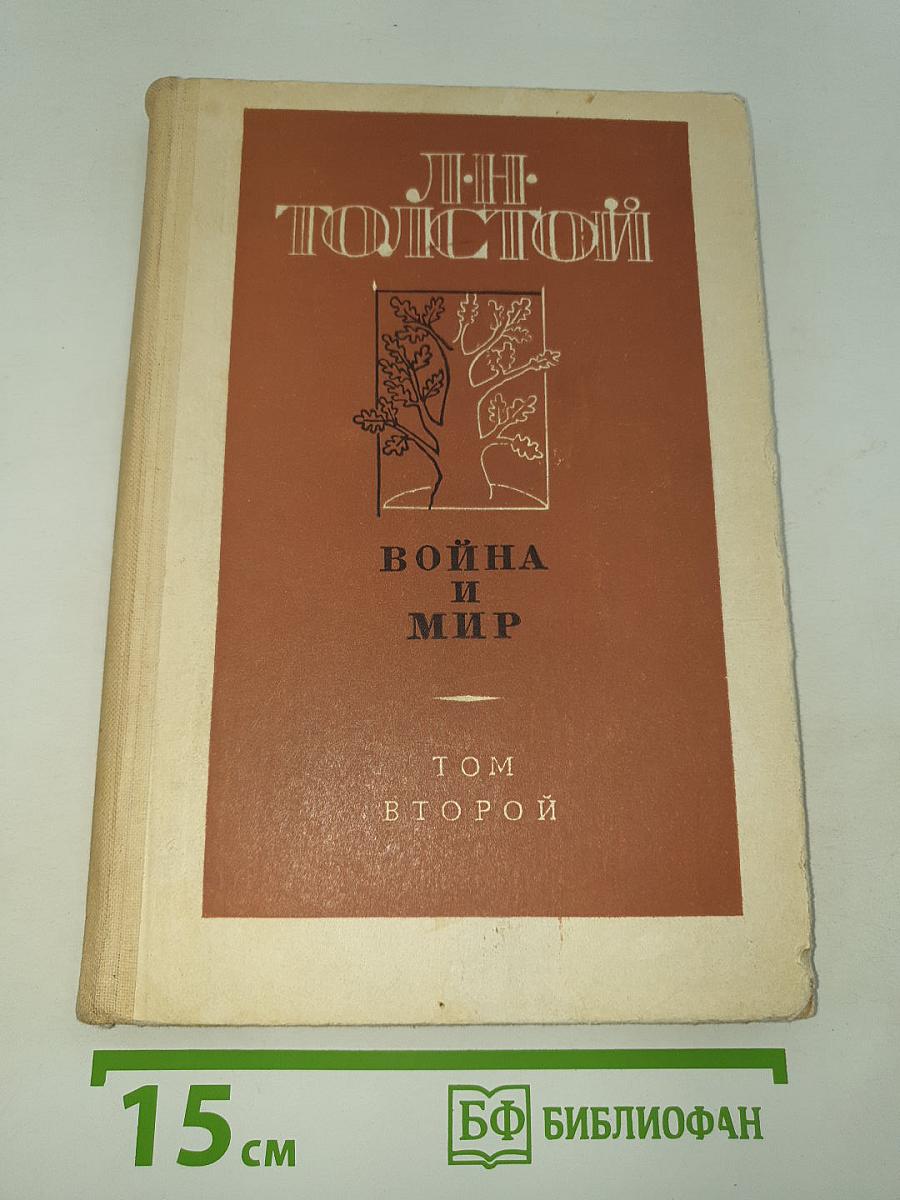 Л·Н·
ТОЛСТОЙ
ВОЙНА
И
МИР
ТОМ
ВТОРОЙ
15 см
БФ БИБЛИОФАН